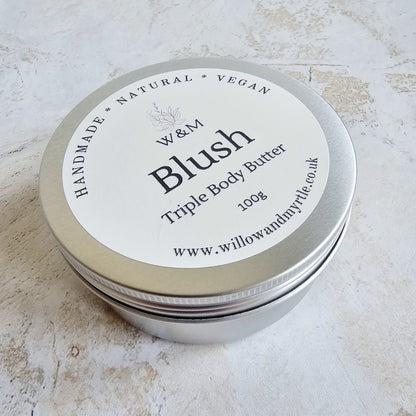 HANDMADE * NATURAL * VEGAN
W&M
Blush
Triple Body Butter
100g
www.willowandmyrtle.co.uk